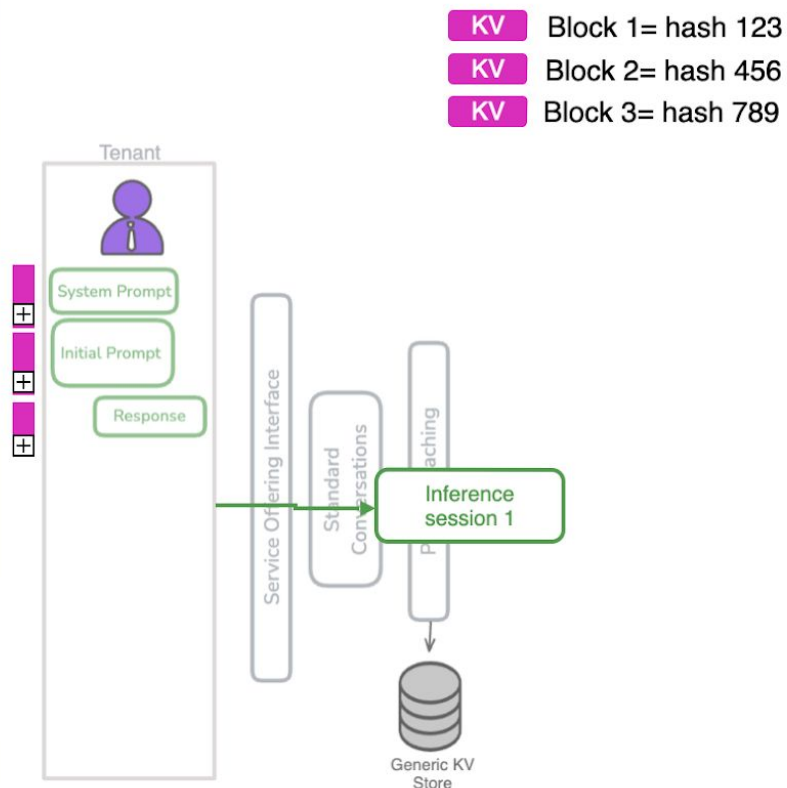 KV Block 1= hash 123
KV Block 2= hash 456
KV Block 3= hash 789
Tenant
System Prompt
Initial Prompt
Response
Service Offering Interface
Standard
Conversations
Inference
session 1
Generic KV
Store